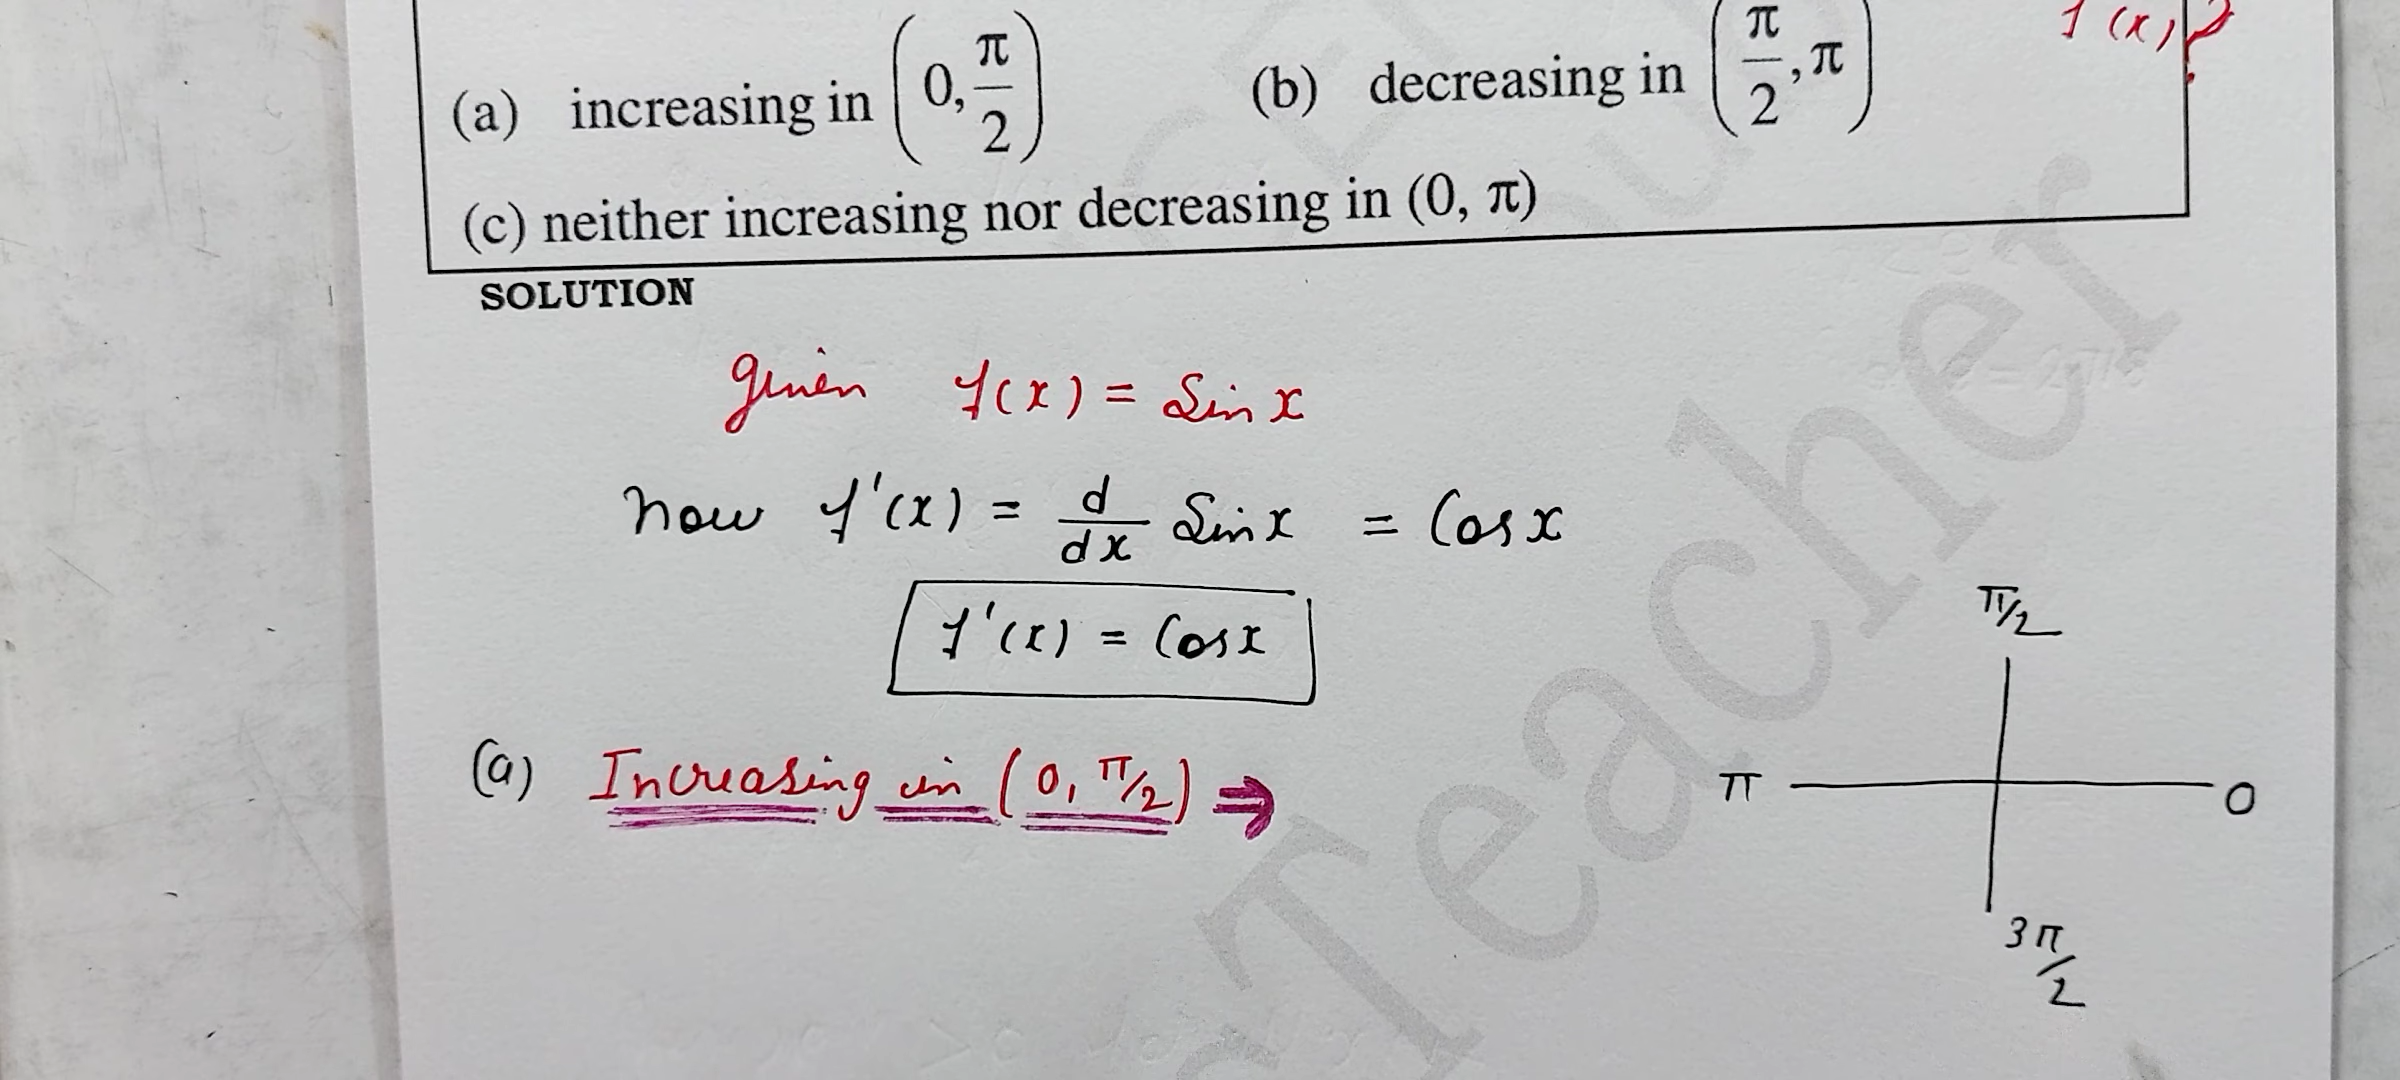 (a) increasing in (0, π/2) (b) decreasing in (π/2, π)
f(x)
(c) neither increasing nor decreasing in (0, π)
SOLUTION
given f(x) = Sin x
now f'(x) = d/dx Sin x = Cos x
f'(x) = Cos x
(a) Increasing in (0, π/2) ⇒
π/2
π
0
3π/2
Teacher